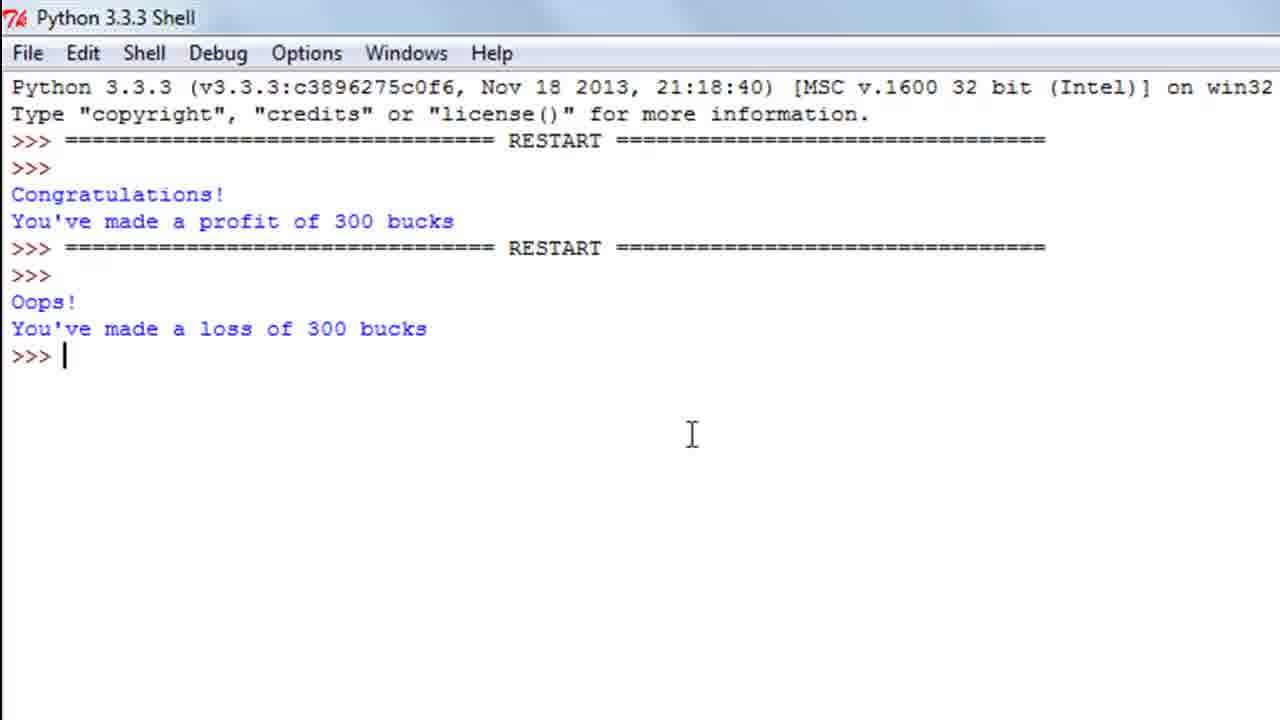 Python 3.3.3 Shell
File Edit Shell Debug Options Windows Help
Python 3.3.3 (v3.3.3:c3896275c0f6, Nov 18 2013, 21:18:40) [MSC v.1600 32 bit (Intel)] on win32
Type "copyright", "credits" or "license()" for more information.
>>> ================================ RESTART ================================
>>>
Congratulations!
You've made a profit of 300 bucks
>>> ================================ RESTART ================================
>>>
Oops!
You've made a loss of 300 bucks
>>>